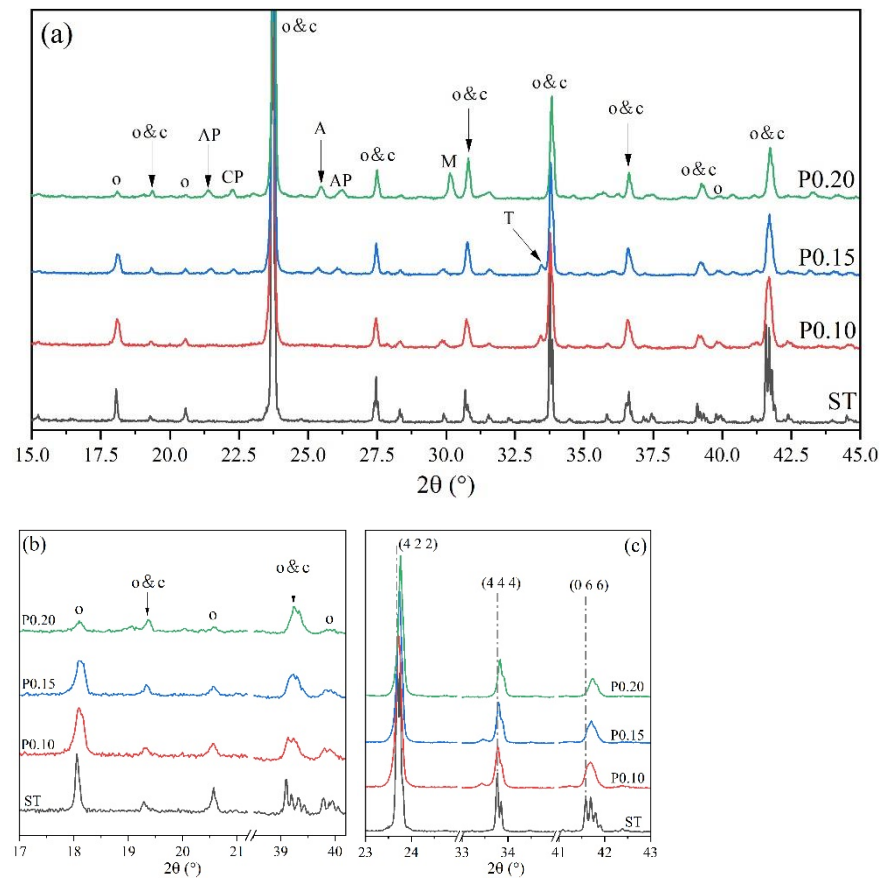 (a)
o&c
o
o&c
AP
o
CP
A
AP
o&c
M
o&c
T
o&c
o&c
o&c
o
o&c
P0.20
P0.15
P0.10
ST
15.0 17.5 20.0 22.5 25.0 27.5 30.0 32.5 35.0 37.5 40.0 42.5 45.0
2θ (°)
(b)
o
o&c
o
o&c
o
P0.20
P0.15
P0.10
ST
17 18 19 20 21 39 40
2θ (°)
(c)
(4 2 2)
(4 4 4)
(0 6 6)
P0.20
P0.15
P0.10
ST
23 24 33 34 41 42 43
2θ (°)